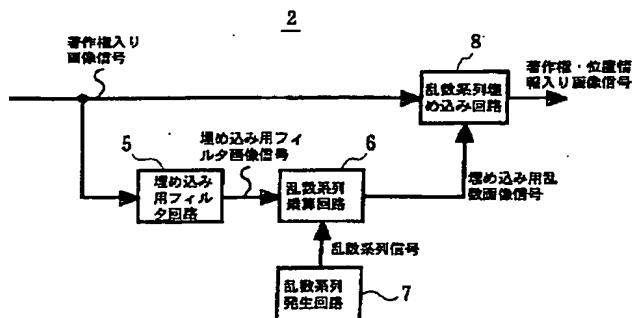 2
著作権入り
画像信号
8
乱数系列埋
め込み回路
著作権・位置情
報入り画像信号
5
埋め込み
用フィル
タ回路
埋め込み用フィ
ルタ画像信号
6
乱数系列
乗算回路
埋め込み用乱
数画像信号
乱数系列信号
乱数系列
発生回路
7